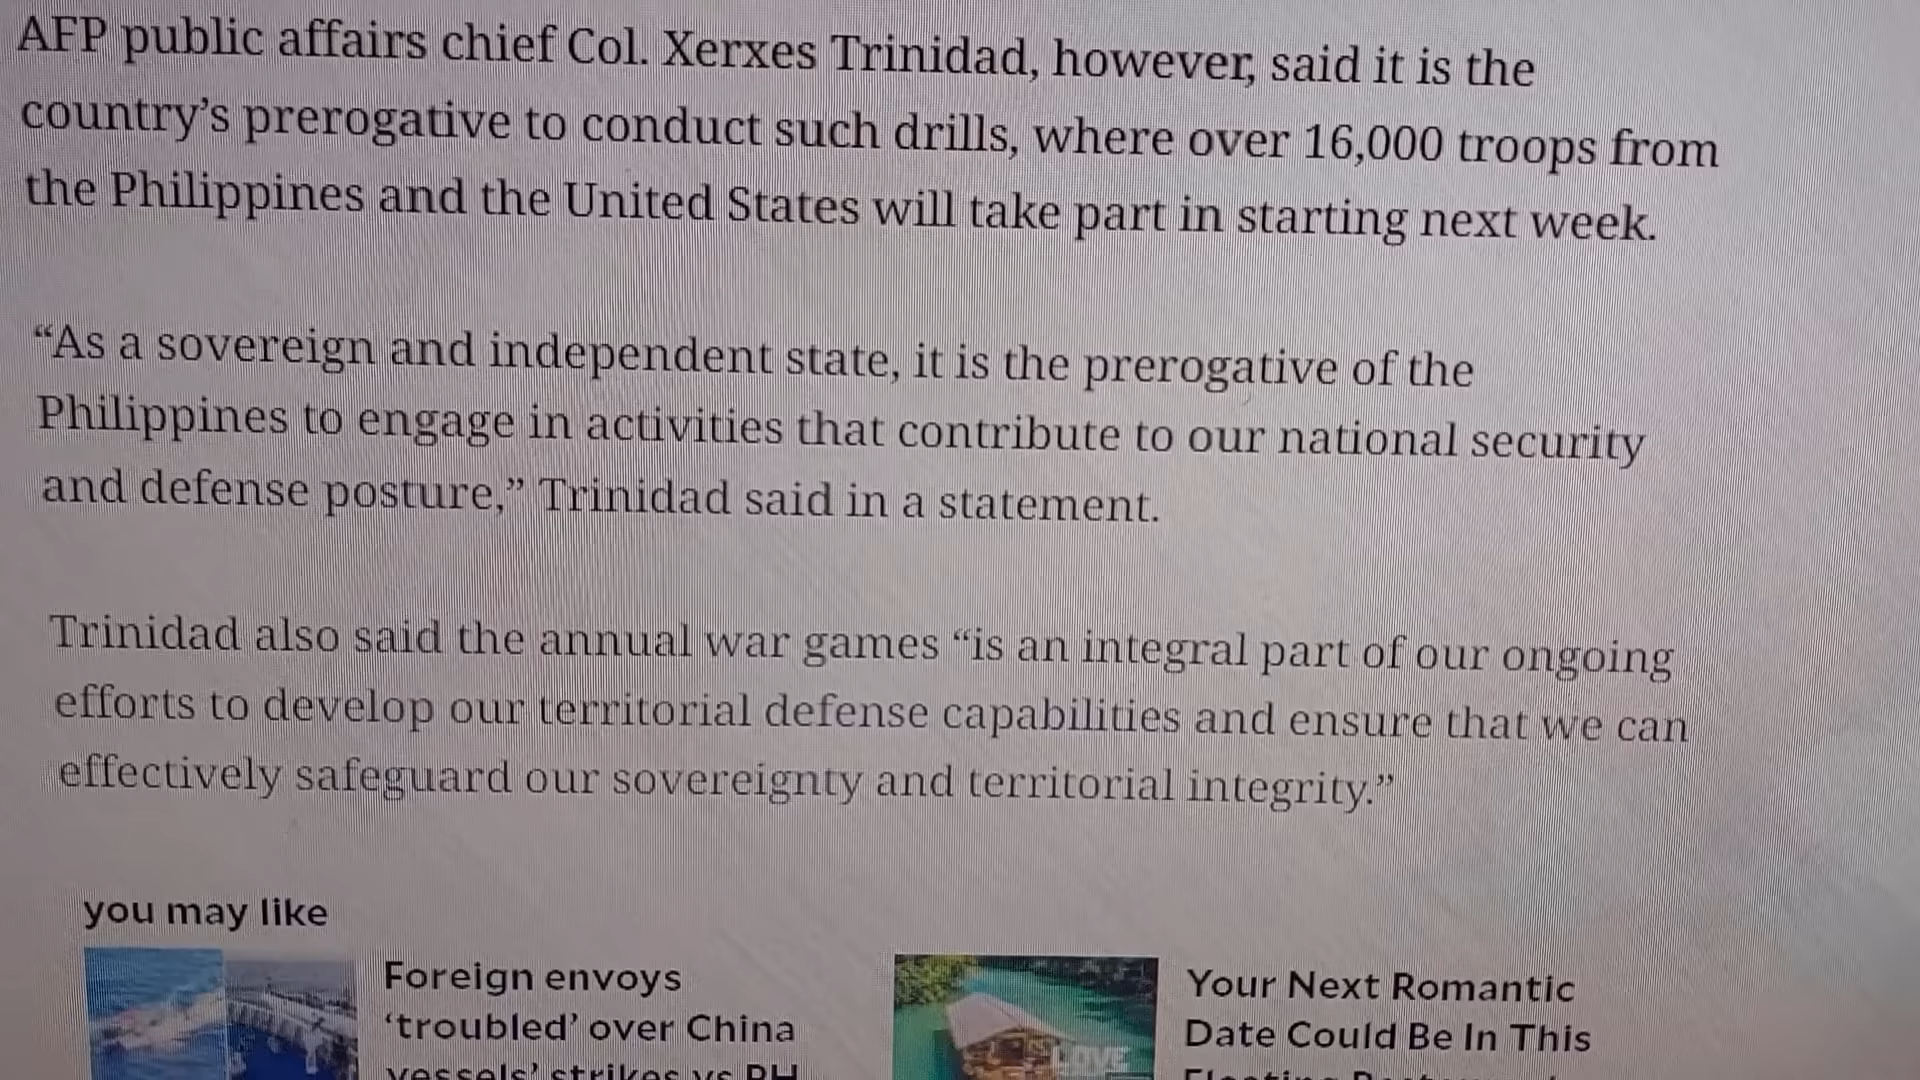 AFP public affairs chief Col. Xerxes Trinidad, however, said it is the
country’s prerogative to conduct such drills, where over 16,000 troops from
the Philippines and the United States will take part in starting next week.
“As a sovereign and independent state, it is the prerogative of the
Philippines to engage in activities that contribute to our national security
and defense posture,” Trinidad said in a statement.
Trinidad also said the annual war games “is an integral part of our ongoing
efforts to develop our territorial defense capabilities and ensure that we can
effectively safeguard our sovereignty and territorial integrity.”
you may like
Foreign envoys
‘troubled’ over China
vessels’ strikes vs PH
LOVE
Your Next Romantic
Date Could Be In This
Floating